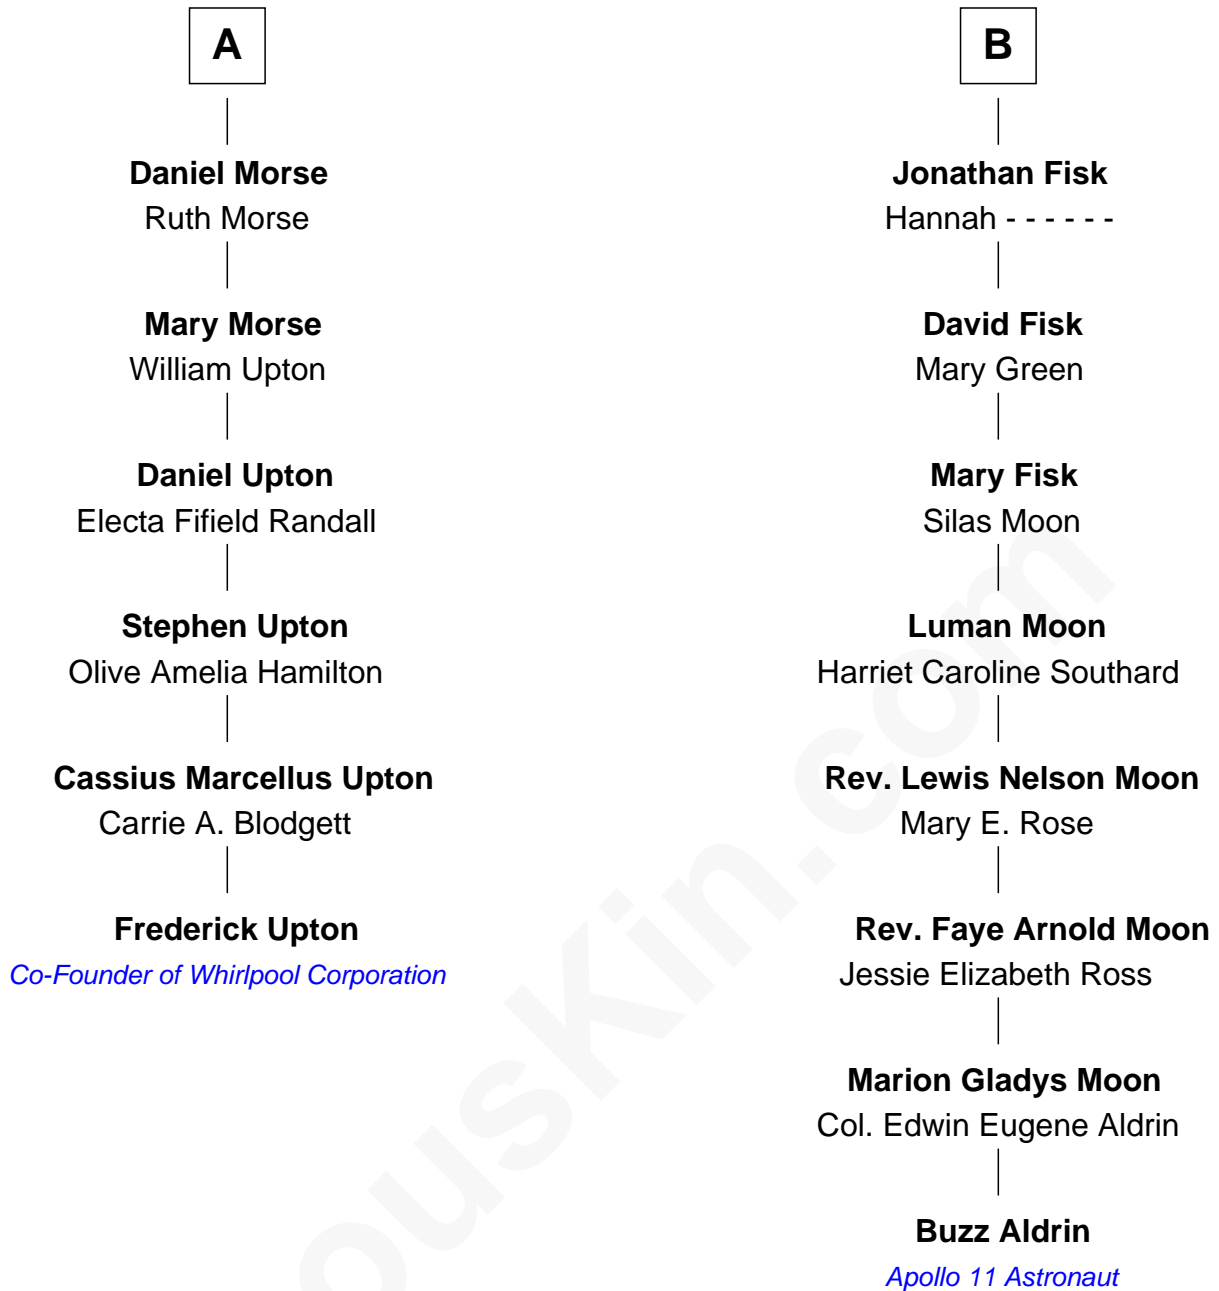 A
Daniel Morse
Ruth Morse
Mary Morse
William Upton
Daniel Upton
Electa Fifield Randall
Stephen Upton
Olive Amelia Hamilton
Cassius Marcellus Upton
Carrie A. Blodgett
Frederick Upton
Co-Founder of Whirlpool Corporation
B
Jonathan Fisk
Hannah - - - - - -
David Fisk
Mary Green
Mary Fisk
Silas Moon
Luman Moon
Harriet Caroline Southard
Rev. Lewis Nelson Moon
Mary E. Rose
Rev. Faye Arnold Moon
Jessie Elizabeth Ross
Marion Gladys Moon
Col. Edwin Eugene Aldrin
Buzz Aldrin
Apollo 11 Astronaut
ousKin.com